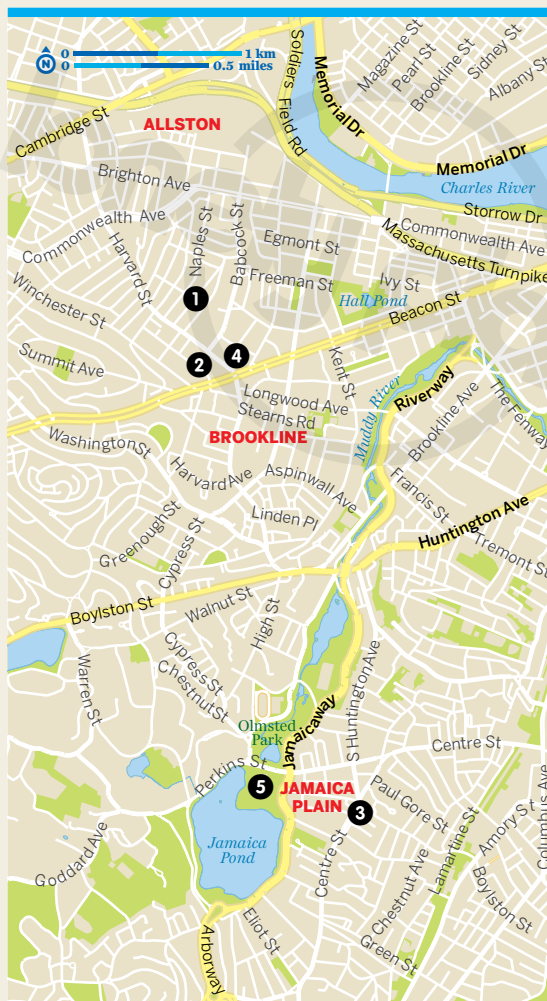 0 1 km
N
0 0.5 miles
Soldiers Field Rd
Memorial Dr
Magazine St
Pearl St
Brookline St
Sidney St
Albany St
Cambridge St
ALLSTON
Memorial Dr
Charles River
Brighton Ave
Storrow Dr
Commonwealth Ave
Commonwealth Ave
Massachusetts Turnpike
Harvard St
Naples St
Babcock St
Egmont St
Freeman St
Ivy St
Hall Pond
Winchester St
1
Beacon St
Summit Ave
2
4
Kent St
Longwood Ave
Stearns Rd
Muddy River
Riverway
Brookline Ave
The Fenway
Washington St
BROOKLINE
Harvard Ave
Aspinwall Ave
Francis St
Linden Pl
Huntington Ave
Tremont St
Greenough St
Cypress St
Boylston St
Walnut St
High St
Warren St
Cypress St
Chestnut St
S Huntington Ave
Olmsted
Park
Jamaicaway
Centre St
Perkins St
5
JAMAICA
PLAIN
3
Paul Gore St
Columbus Ave
Amory St
Lamartine St
Jamaica
Pond
Centre St
Goddard Ave
Chestnut Ave
Boylston St
Eliot St
Green St
Arborway